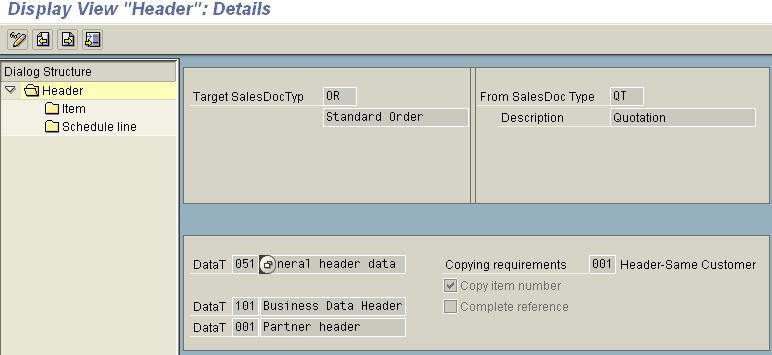 Display View "Header": Details
Dialog Structure
Header
Item
Schedule line
Target SalesDocTyp OR
Standard Order
From SalesDoc Type QT
Description Quotation
DataT 051 neral header data
Copying requirements 001 Header-Same Customer
Copy item number
DataT 101 Business Data Header
Complete reference
DataT 001 Partner header